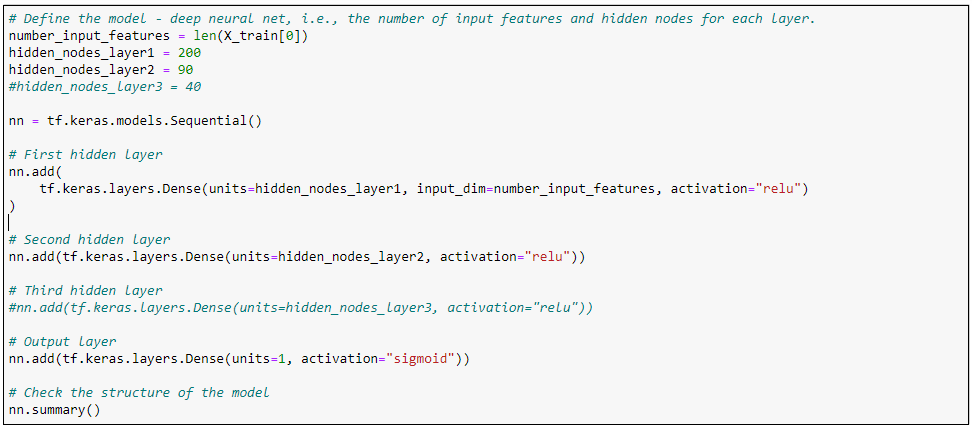 # Define the model - deep neural net, i.e., the number of input features and hidden nodes for each layer.
number_input_features = len(X_train[0])
hidden_nodes_layer1 = 200
hidden_nodes_layer2 = 90
#hidden_nodes_layer3 = 40
nn = tf.keras.models.Sequential()
# First hidden layer
nn.add(
    tf.keras.layers.Dense(units=hidden_nodes_layer1, input_dim=number_input_features, activation="relu")
)
# Second hidden layer
nn.add(tf.keras.layers.Dense(units=hidden_nodes_layer2, activation="relu"))
# Third hidden layer
#nn.add(tf.keras.layers.Dense(units=hidden_nodes_layer3, activation="relu"))
# Output layer
nn.add(tf.keras.layers.Dense(units=1, activation="sigmoid"))
# Check the structure of the model
nn.summary()